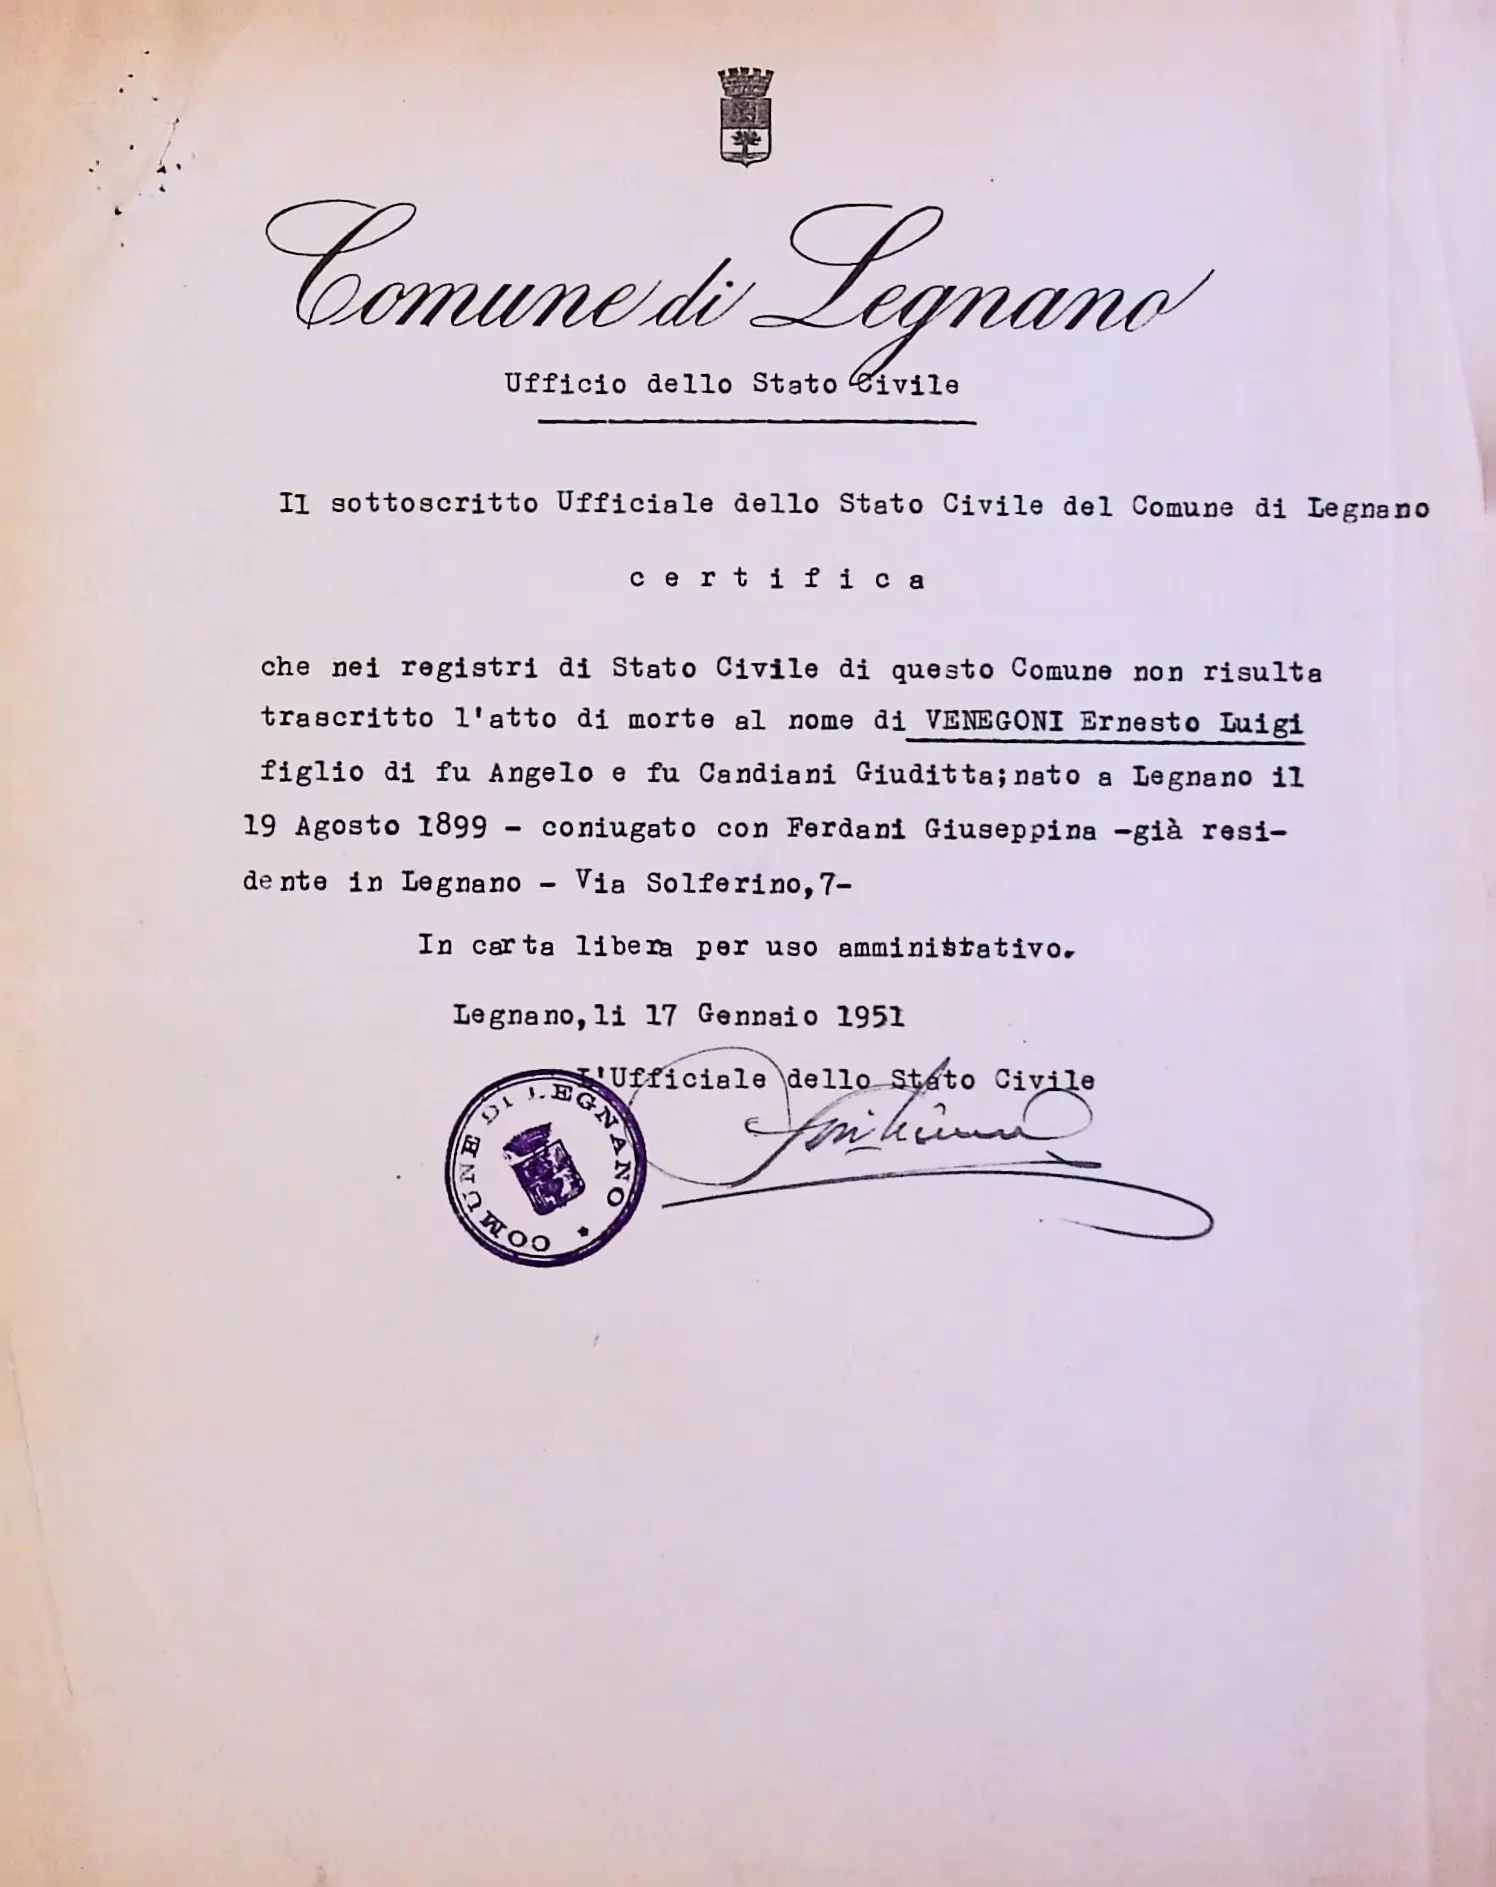 Comune di Legnano
Ufficio dello Stato Civile
Il sottoscritto Ufficiale dello Stato Civile del Comune di Legnano
certifica
che nei registri di Stato Civile di questo Comune non risulta
trascritto l'atto di morte al nome di VENEGONI Ernesto Luigi
figlio di fu Angelo e fu Candiani Giuditta;nato a Legnano il
19 Agosto 1899 - coniugato con Ferdani Giuseppina -già resi-
dente in Legnano - Via Solferino,7-
In carta libera per uso amministrativo.
Legnano,li 17 Gennaio 1951
L'Ufficiale dello Stato Civile
COMUNE DI LEGNANO